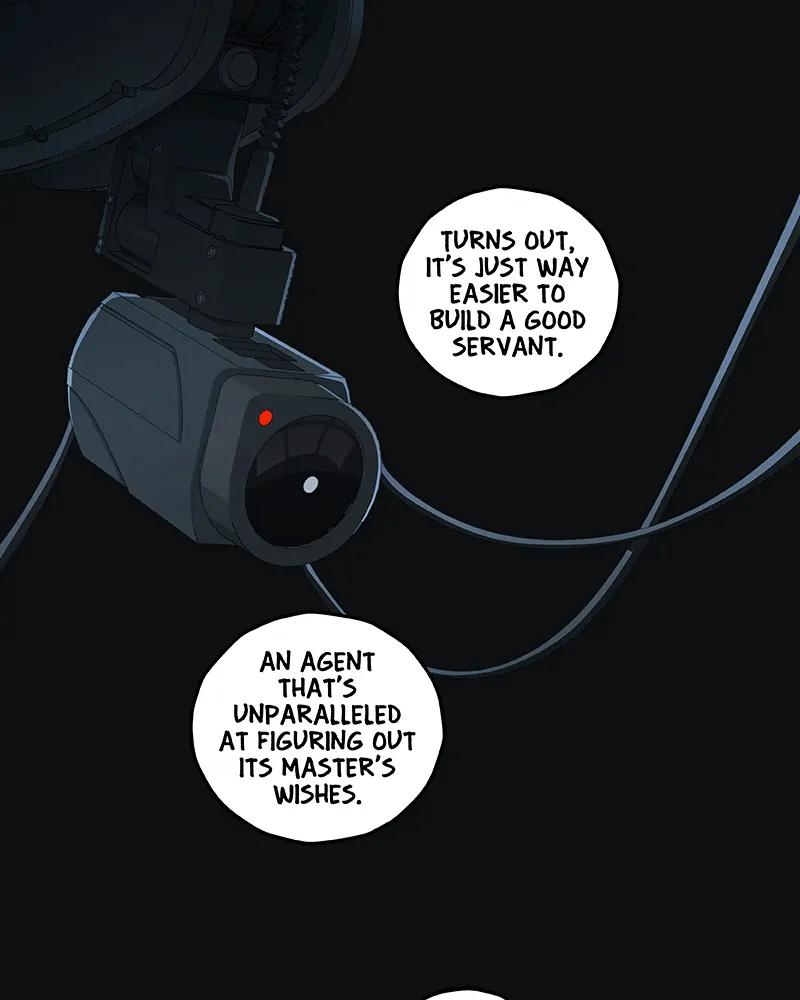 TURNS OUT,
IT'S JUST WAY
EASIER TO
BUILD A GOOD
SERVANT.
AN AGENT
THAT'S
UNPARALLELED
AT FIGURING OUT
ITS MASTER'S
WISHES.